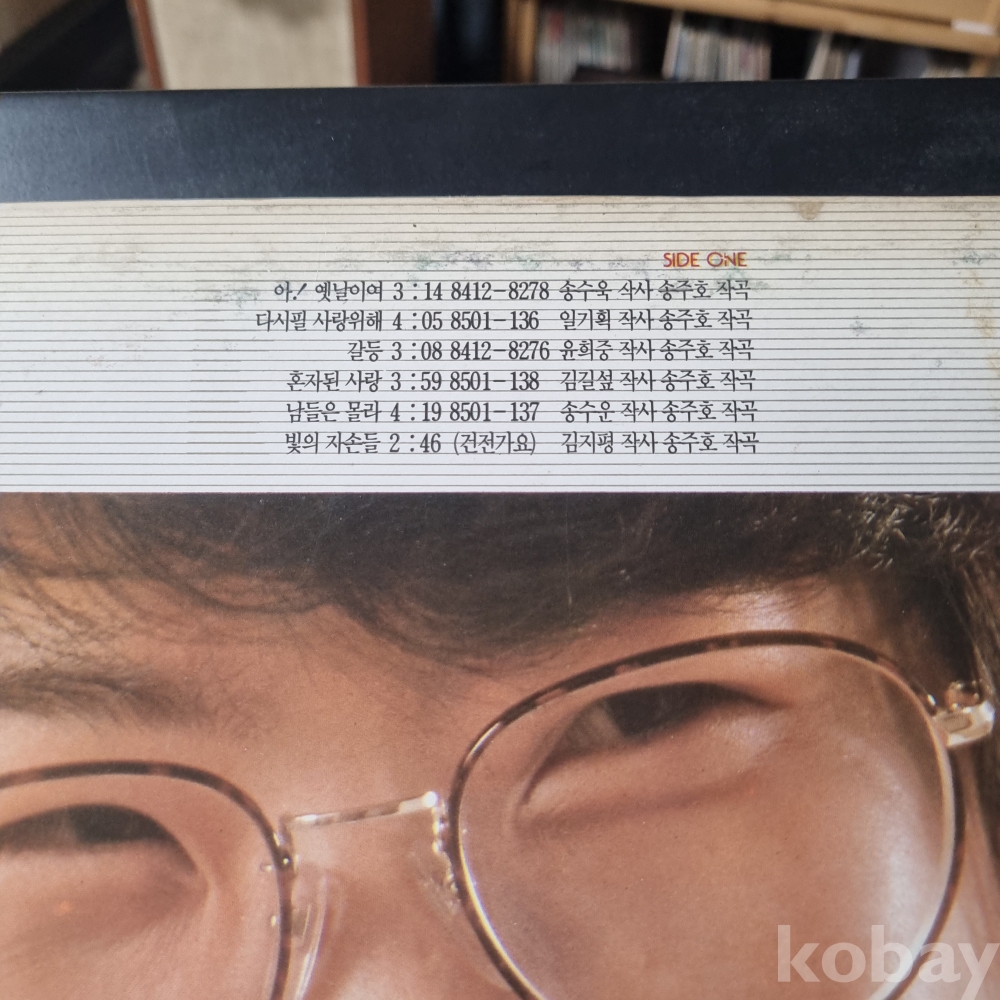 SIDE ONE
아! 옛날이여 3:14 8412-8278 송수욱 작사 송주호 작곡
다시필 사랑위해 4:05 8501-136 일기획 작사 송주호 작곡
갈등 3:08 8412-8276 윤희중 작사 송주호 작곡
혼자된 사랑 3:59 8501-138 김길섶 작사 송주호 작곡
남들은 몰라 4:19 8501-137 송수운 작사 송주호 작곡
빛의 자손들 2:46 (건전가요) 김지평 작사 송주호 작곡
kobay